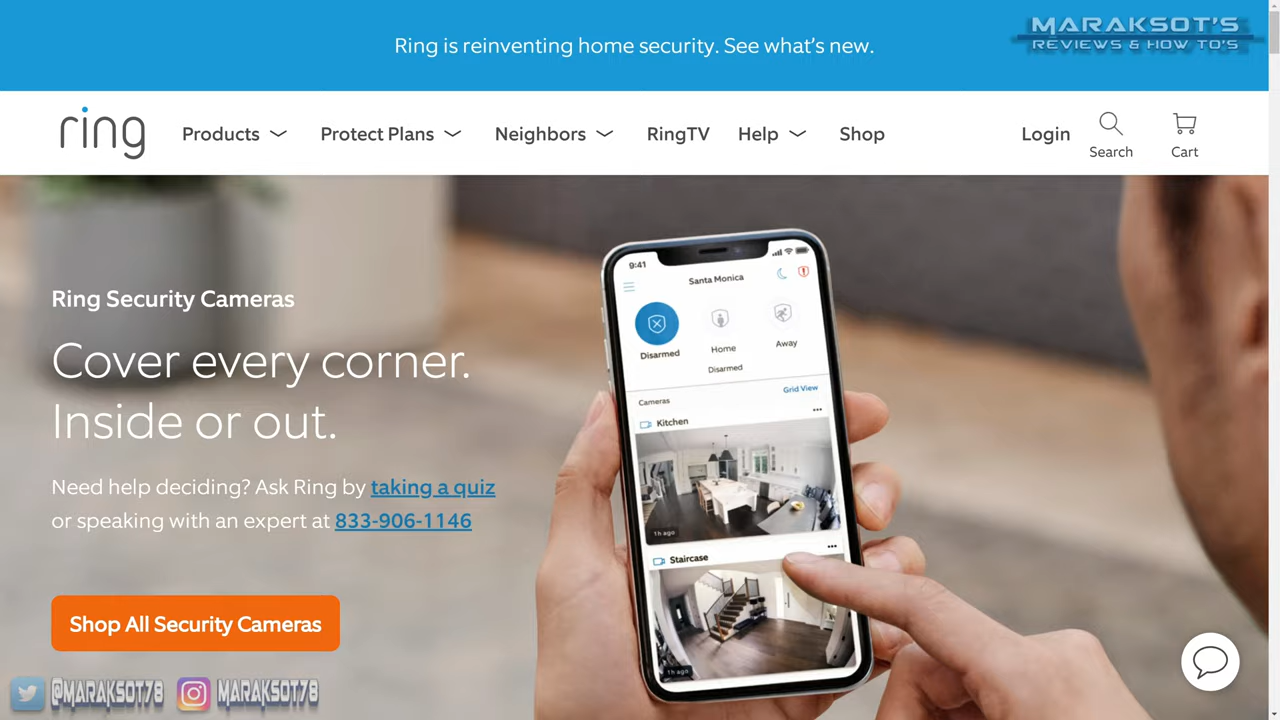 Ring is reinventing home security. See what's new.
MARAKSOT'S
REVIEWS & HOW TO'S
ring
Products
Protect Plans
Neighbors
RingTV
Help
Shop
Login
Search
Cart
Ring Security Cameras
Cover every corner.
Inside or out.
Need help deciding? Ask Ring by taking a quiz
or speaking with an expert at 833-906-1146
Shop All Security Cameras
9:41
Santa Monica
Disarmed
Home
Away
Disarmed
Grid View
Cameras
Kitchen
1h ago
Staircase
1h ago
@MARAKSOT78
MARAKSOT78